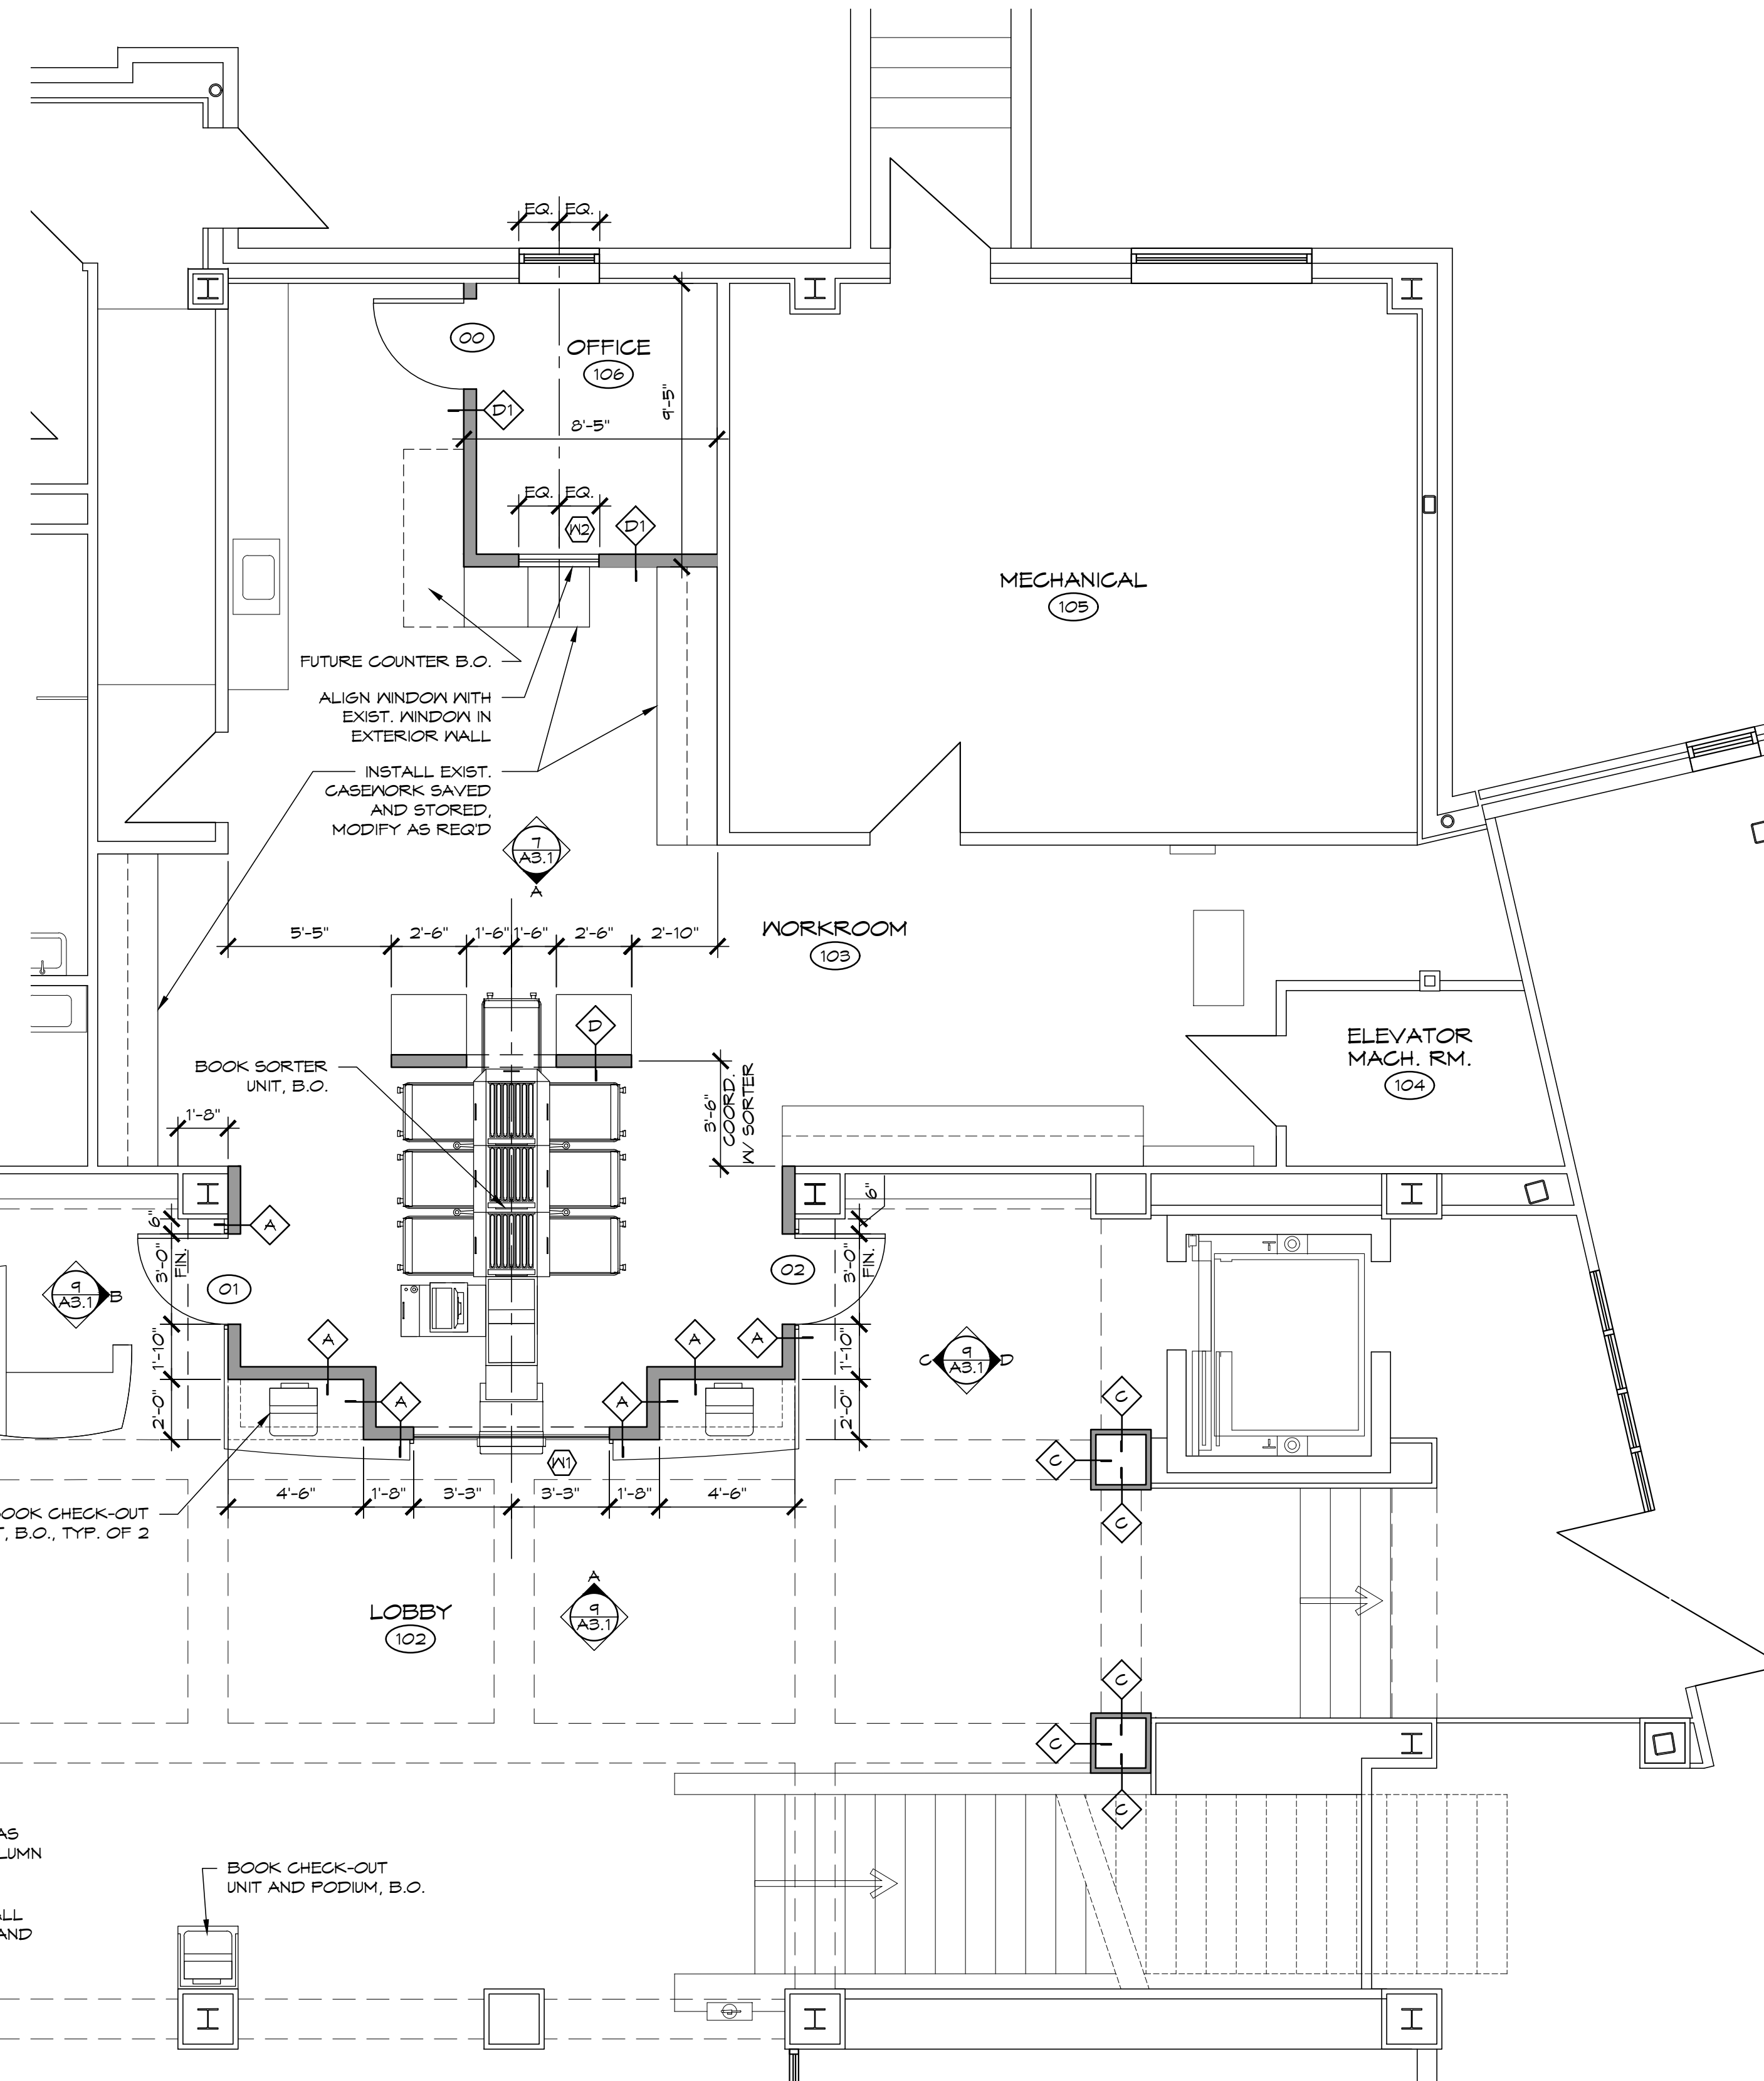 EQ. EQ.
00
OFFICE
106
D1
9'-5"
8'-5"
EQ. EQ.
W2
D1
MECHANICAL
105
FUTURE COUNTER B.O.
ALIGN WINDOW WITH
EXIST. WINDOW IN
EXTERIOR WALL
INSTALL EXIST.
CASEWORK SAVED
AND STORED,
MODIFY AS REQ'D
7
A3.1
A
5'-5" 2'-6" 1'-6" 1'-6" 2'-6" 2'-10"
WORKROOM
103
D
BOOK SORTER
UNIT, B.O.
3'-6"
COORD.
W/ SORTER
ELEVATOR
MACH. RM.
104
1'-8"
6"
A
6"
3'-0"
FIN.
01
02
3'-0"
FIN.
9
A3.1
B
A
A
A
1'-10"
1'-10"
C
9
A3.1
D
A
A
2'-0"
2'-0"
C
C
C
W1
4'-6" 1'-8" 3'-3" 3'-3" 1'-8" 4'-6"
BOOK CHECK-OUT
T, B.O., TYP. OF 2
A
9
A3.1
LOBBY
102
C
C
C
AS
LUMN
BOOK CHECK-OUT
UNIT AND PODIUM, B.O.
ALL
AND